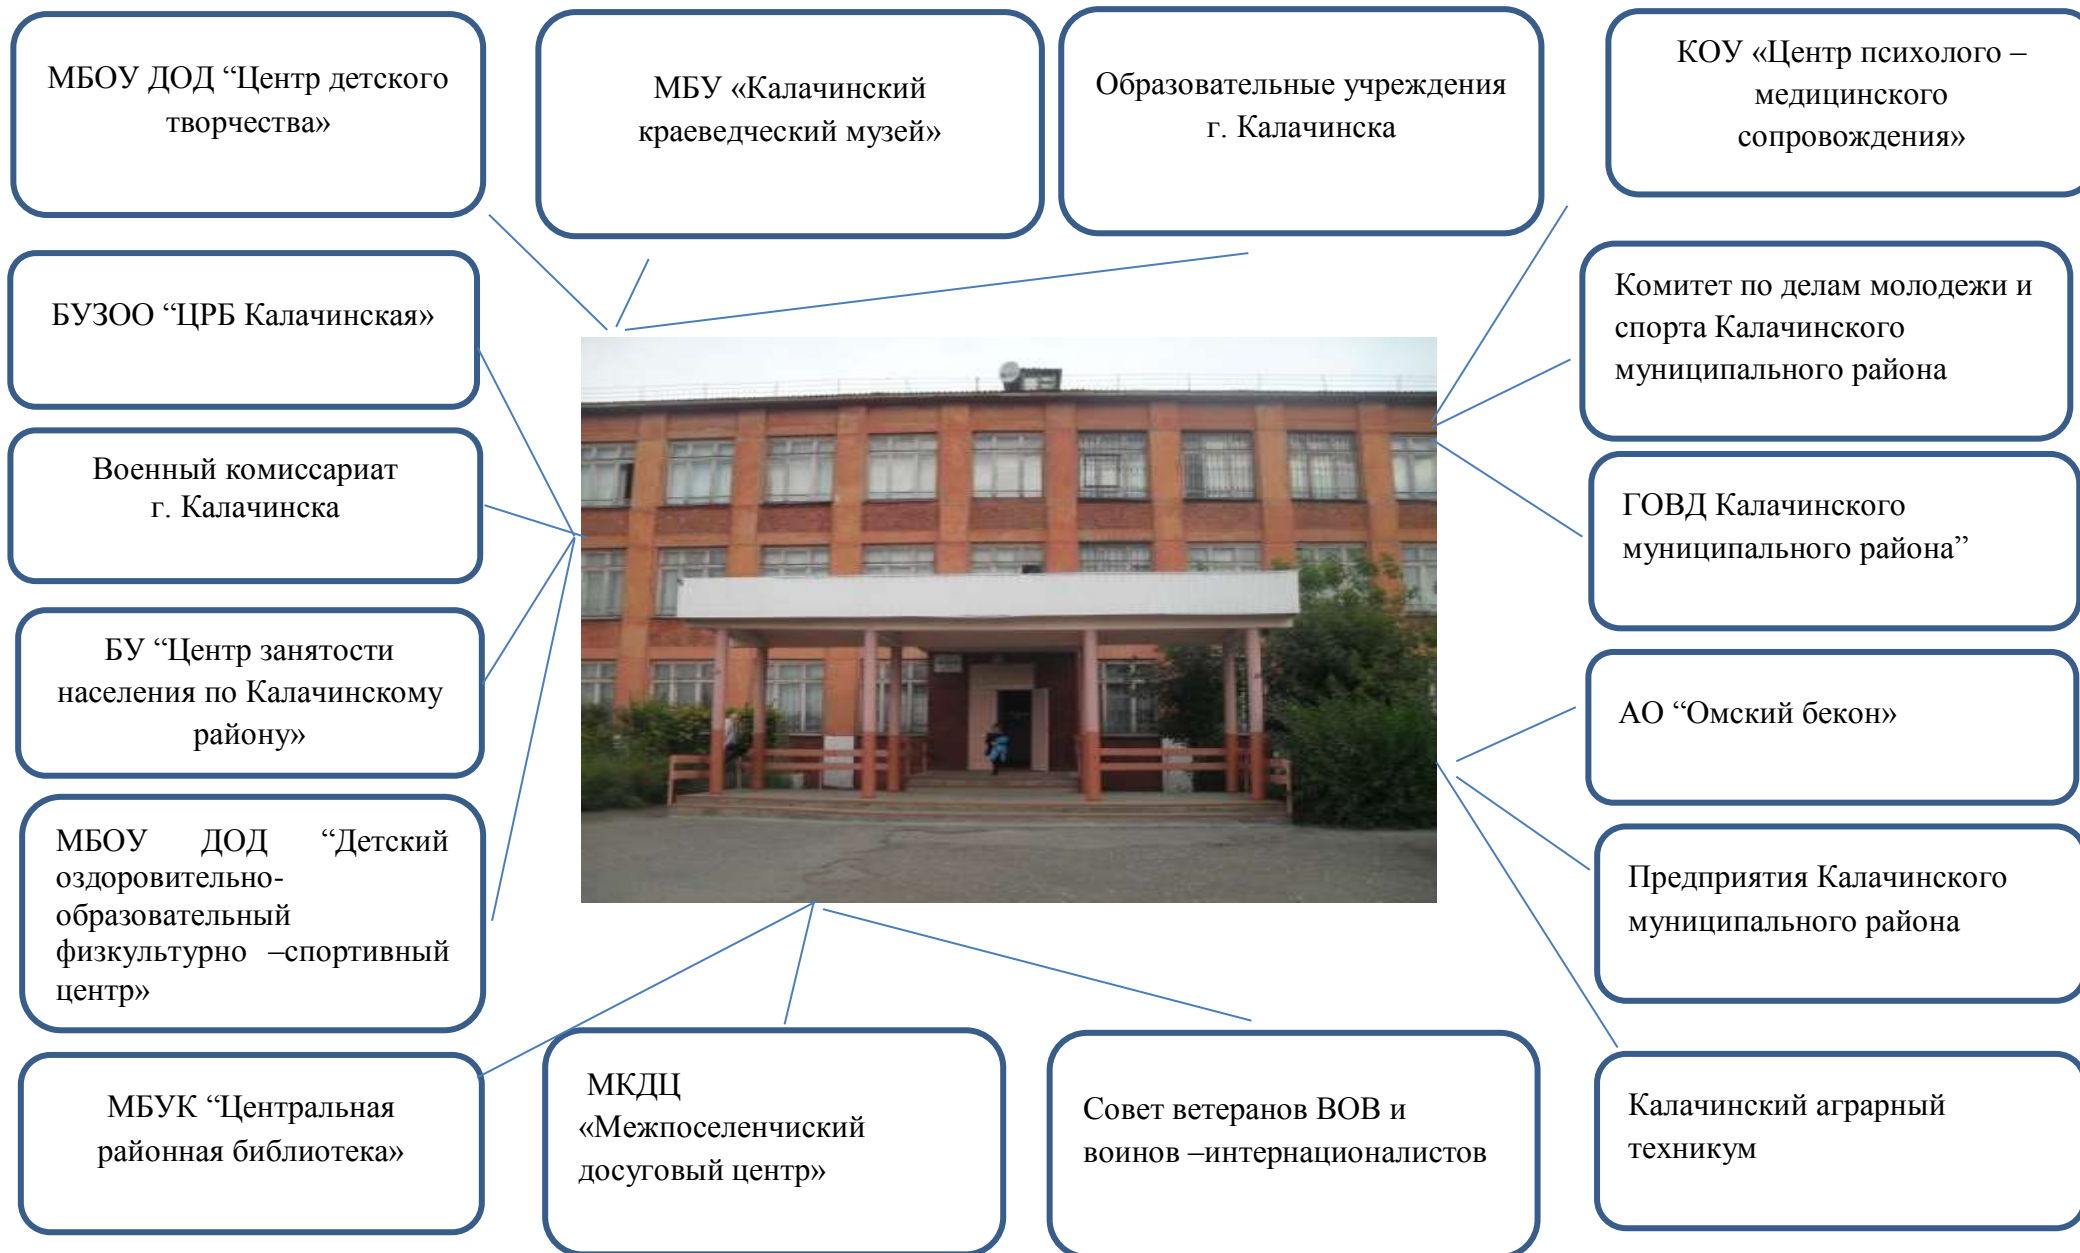 МБОУ ДОД “Центр детского
творчества»
МБУ «Калачинский
краеведческий музей»
Образовательные учреждения
г. Калачинска
КОУ «Центр психолого –
медицинского
сопровождения»
БУЗОО “ЦРБ Калачинская»
Комитет по делам молодежи и
спорта Калачинского
муниципального района
Военный комиссариат
г. Калачинска
ГОВД Калачинского
муниципального района”
БУ “Центр занятости
населения по Калачинскому
району»
АО “Омский бекон»
МБОУ ДОД “Детский
оздоровительно-
образовательный
физкультурно –спортивный
центр»
Предприятия Калачинского
муниципального района
МБУК “Центральная
районная библиотека»
МКДЦ
«Межпоселенчиский
досуговый центр»
Совет ветеранов ВОВ и
воинов –интернационалистов
Калачинский аграрный
техникум